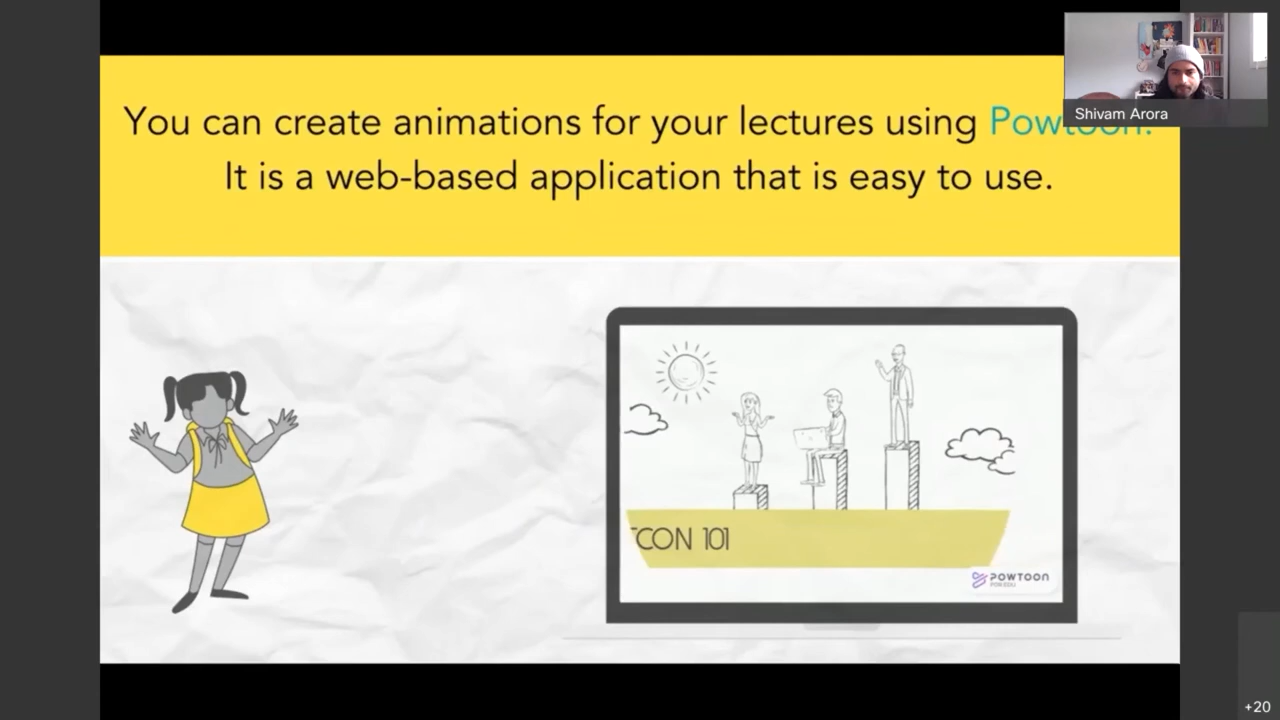 You can create animations for your lectures using Powtoon.
It is a web-based application that is easy to use.
Shivam Arora
CON 101
POWTOON
FOR EDU
+20